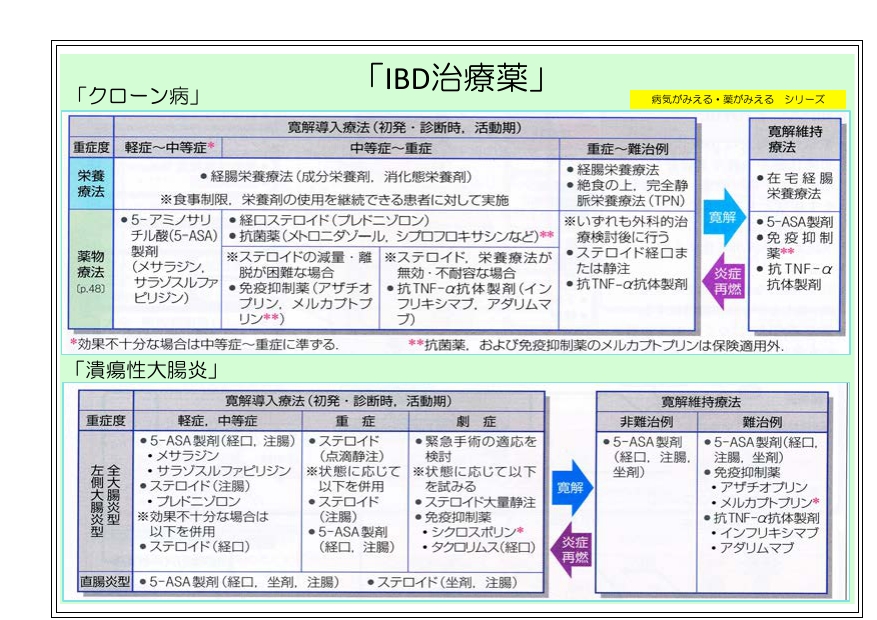 「IBD治療薬」
「クローン病」
病気がみえる・薬がみえる　シリーズ
寛解導入療法(初発・診断時，活動期)
寛解維持
療法
重症度
軽症～中等症*
中等症～重症
重症～難治例
栄養
療法
●経腸栄養療法(成分栄養剤，消化態栄養剤)
※食事制限，栄養剤の使用を継続できる患者に対して実施
●経腸栄養療法
●絶食の上，完全静
脈栄養療法(TPN)
●在宅経腸
栄養療法
薬物
療法
〔p.48〕
●5-アミノサリ
チル酸(5-ASA)
製剤
(メサラジン，
サラゾスルファ
ピリジン)
●経口ステロイド(プレドニゾロン)
●抗菌薬(メトロニダゾール，シプロフロキサシンなど)**
※ステロイドの減量・離
脱が困難な場合
●免疫抑制薬(アザチオ
プリン，メルカプトプ
リン**)
※ステロイド，栄養療法が
無効・不耐容な場合
●抗TNF-α抗体製剤(イン
フリキシマブ，アダリムマ
ブ)
※いずれも外科的治
療検討後に行う
●ステロイド経口ま
たは静注
●抗TNF-α抗体製剤
寛解
炎症
再燃
●5-ASA製剤
●免疫抑制
薬**
●抗TNF-α
抗体製剤
*効果不十分な場合は中等症～重症に準ずる.
**抗菌薬，および免疫抑制薬のメルカプトプリンは保険適用外.
「潰瘍性大腸炎」
寛解導入療法(初発・診断時，活動期)
寛解維持療法
重症度
軽症，中等症
重　症
劇　症
非難治例
難治例
全大腸炎型
左側大腸炎型
●5-ASA製剤(経口，注腸)
・メサラジン
・サラゾスルファピリジン
●ステロイド(注腸)
・プレドニゾロン
※効果不十分な場合は
以下を併用
●ステロイド(経口)
●ステロイド
(点滴静注)
※状態に応じて
以下を併用
●ステロイド
(注腸)
●5-ASA製剤
(経口，注腸)
●緊急手術の適応を
検討
※状態に応じて以下
を試みる
●ステロイド大量静注
●免疫抑制薬
・シクロスポリン*
・タクロリムス(経口)
寛解
炎症
再燃
●5-ASA製剤
(経口，注腸，
坐剤)
●5-ASA製剤(経口，
注腸，坐剤)
●免疫抑制薬
・アザチオプリン
・メルカプトプリン*
●抗TNF-α抗体製剤
・インフリキシマブ
・アダリムマブ
直腸炎型
●5-ASA製剤(経口，坐剤，注腸)　●ステロイド(坐剤，注腸)